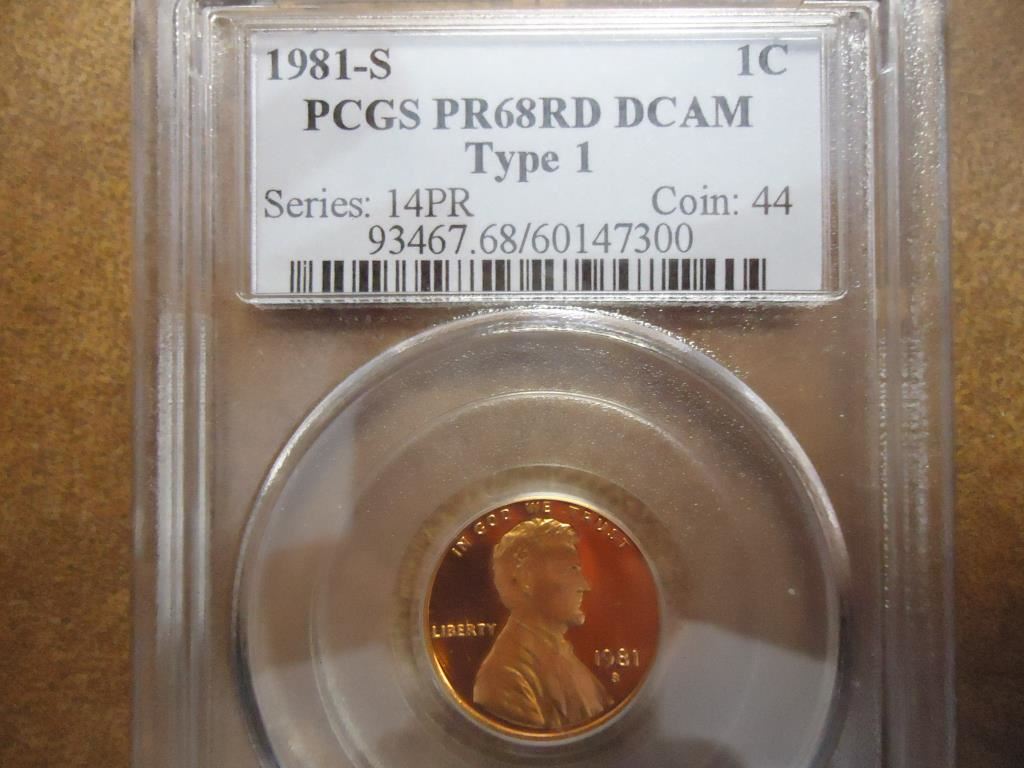 1981-S 1C
PCGS PR68RD DCAM
Type 1
Series: 14PR Coin: 44
93467.68/60147300
IN GOD WE TRUST
LIBERTY
1981
S